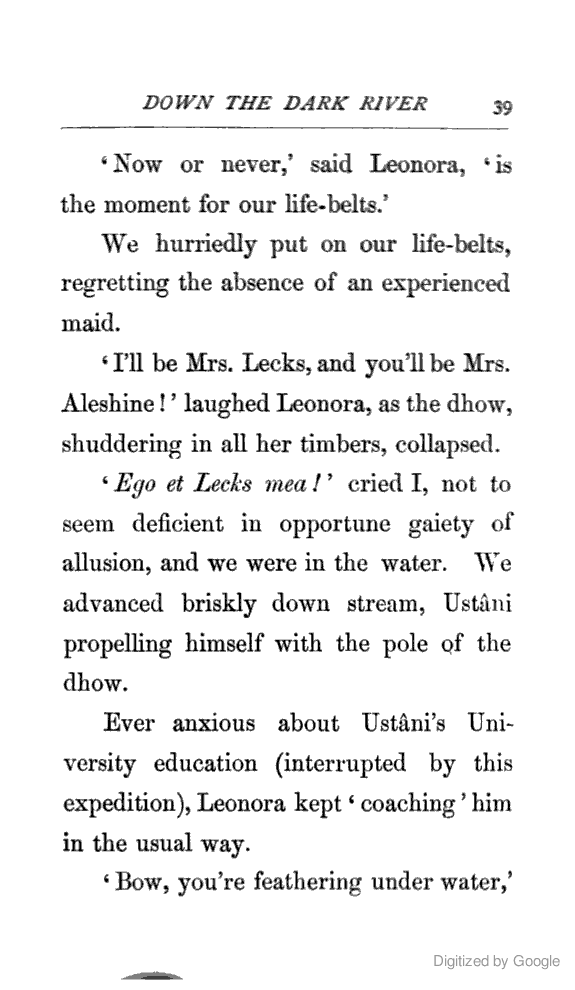 DOWN THE DARK RIVER 39
‘Now or never,’ said Leonora, ‘is
the moment for our life-belts.’
We hurriedly put on our life-belts,
regretting the absence of an experienced
maid.
‘I’ll be Mrs. Lecks, and you’ll be Mrs.
Aleshine!’ laughed Leonora, as the dhow,
shuddering in all her timbers, collapsed.
‘Ego et Lecks mea!’ cried I, not to
seem deficient in opportune gaiety of
allusion, and we were in the water. We
advanced briskly down stream, Ustâni
propelling himself with the pole of the
dhow.
Ever anxious about Ustâni’s Uni-
versity education (interrupted by this
expedition), Leonora kept ‘coaching’ him
in the usual way.
‘Bow, you’re feathering under water,’
Digitized by Google